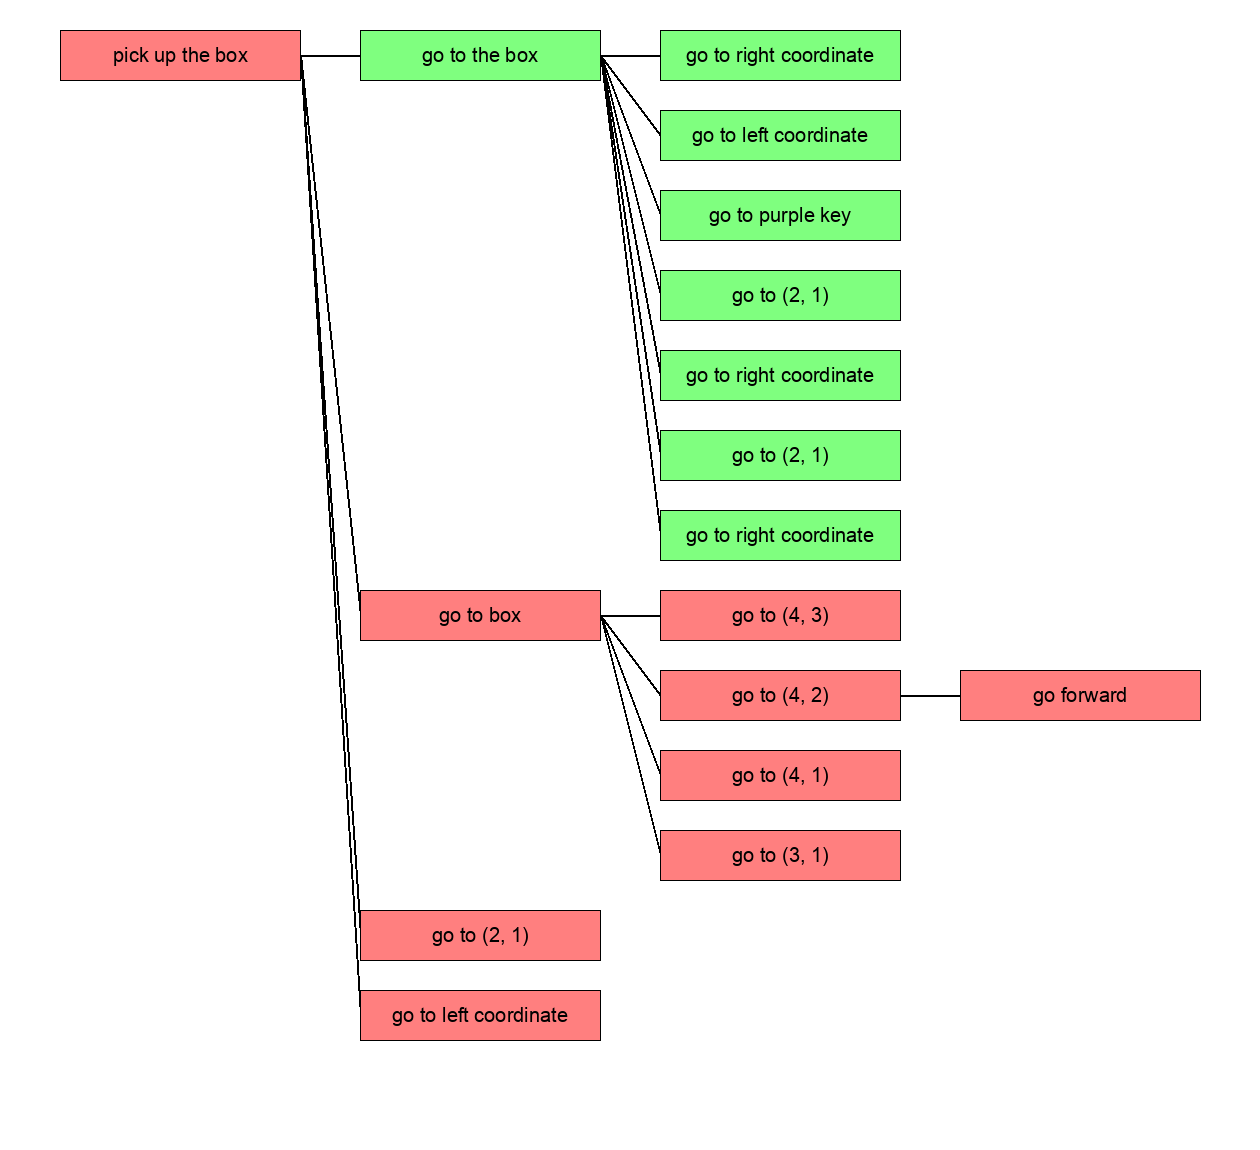 pick up the box
go to the box
go to right coordinate
go to left coordinate
go to purple key
go to (2, 1)
go to right coordinate
go to (2, 1)
go to right coordinate
go to box
go to (4, 3)
go to (4, 2)
go forward
go to (4, 1)
go to (3, 1)
go to (2, 1)
go to left coordinate